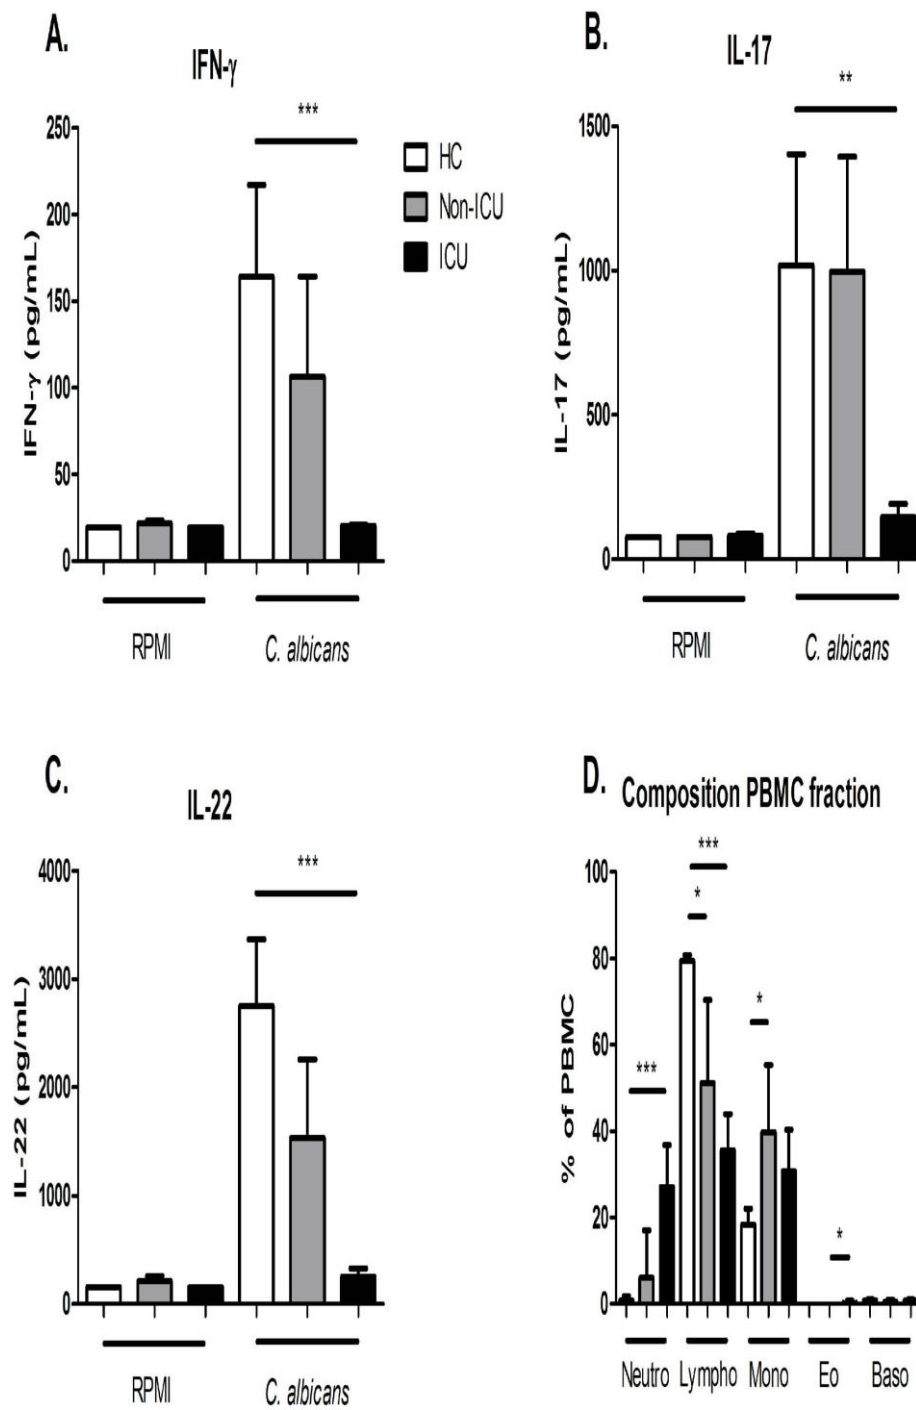 A.
IFN-γ
***
250
200
150
100
50
0
IFN-γ (pg/mL)
HC
Non-ICU
ICU
RPMI
C. albicans
B.
IL-17
**
1500
1000
500
0
IL-17 (pg/mL)
RPMI
C. albicans
C.
IL-22
***
4000
3000
2000
1000
0
IL-22 (pg/mL)
RPMI
C. albicans
D.
Composition PBMC fraction
***
*
*
***
*
100
80
60
40
20
0
% of PBMC
Neutro Lympho Mono Eo Baso